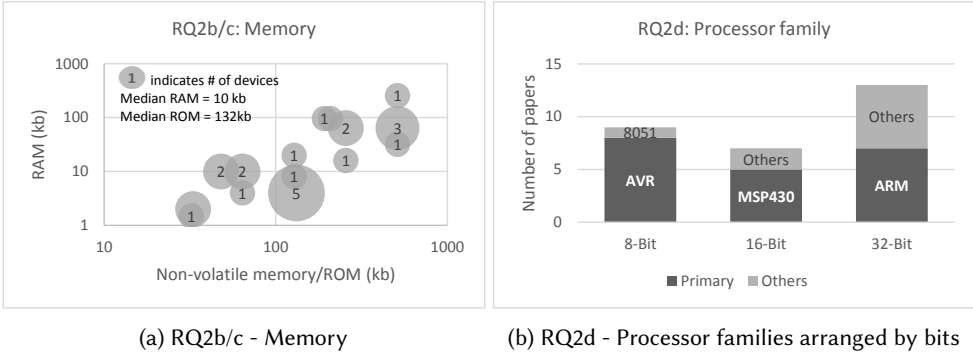 RQ2b/c: Memory
1000
100
10
1
RAM (kb)
1 indicates # of devices
Median RAM = 10 kb
Median ROM = 132kb
1
1
2
3
1
1
1
2
2
1
1
5
1
10
100
1000
Non-volatile memory/ROM (kb)
(a) RQ2b/c - Memory
RQ2d: Processor family
15
10
5
0
Number of papers
8051
AVR
Others
MSP430
Others
ARM
8-Bit
16-Bit
32-Bit
Primary
Others
(b) RQ2d - Processor families arranged by bits